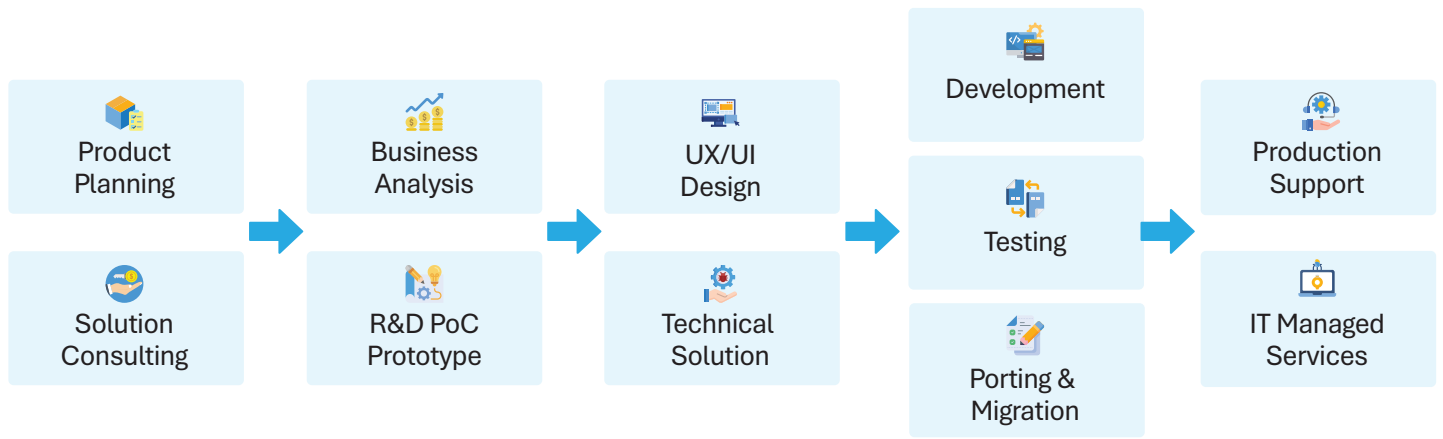 Product
Planning
Solution
Consulting
Business
Analysis
R&D PoC
Prototype
UX/UI
Design
Technical
Solution
Development
Testing
Porting &
Migration
Production
Support
IT Managed
Services